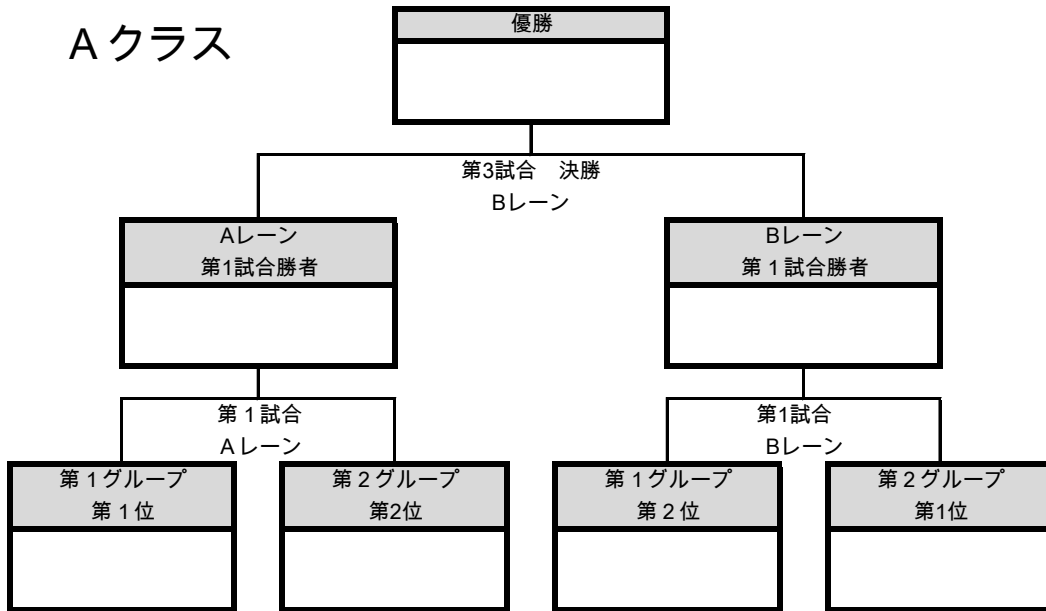 A クラス
優勝
第3試合　決勝
Bレーン
Aレーン
第1試合勝者
Bレーン
第１試合勝者
第１試合
Aレーン
第1試合
Bレーン
第１グループ
第１位
第２グループ
第2位
第１グループ
第２位
第２グループ
第1位